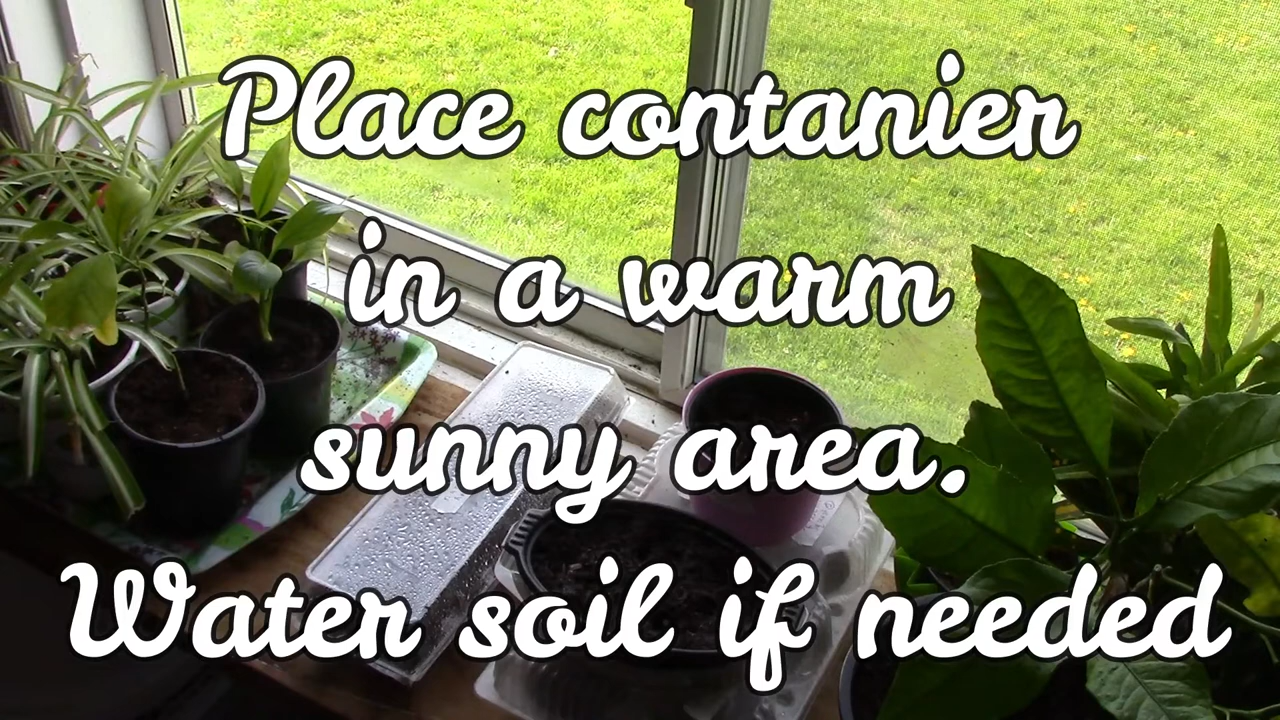 Place contanier
in a warm
sunny area.
Water soil if needed